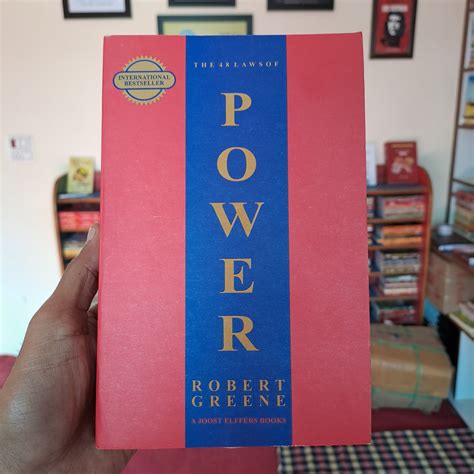 INTERNATIONAL
BESTSELLER
THE 48 LAWS OF
POWER
ROBERT
GREENE
A JOOST ELFFERS BOOKS